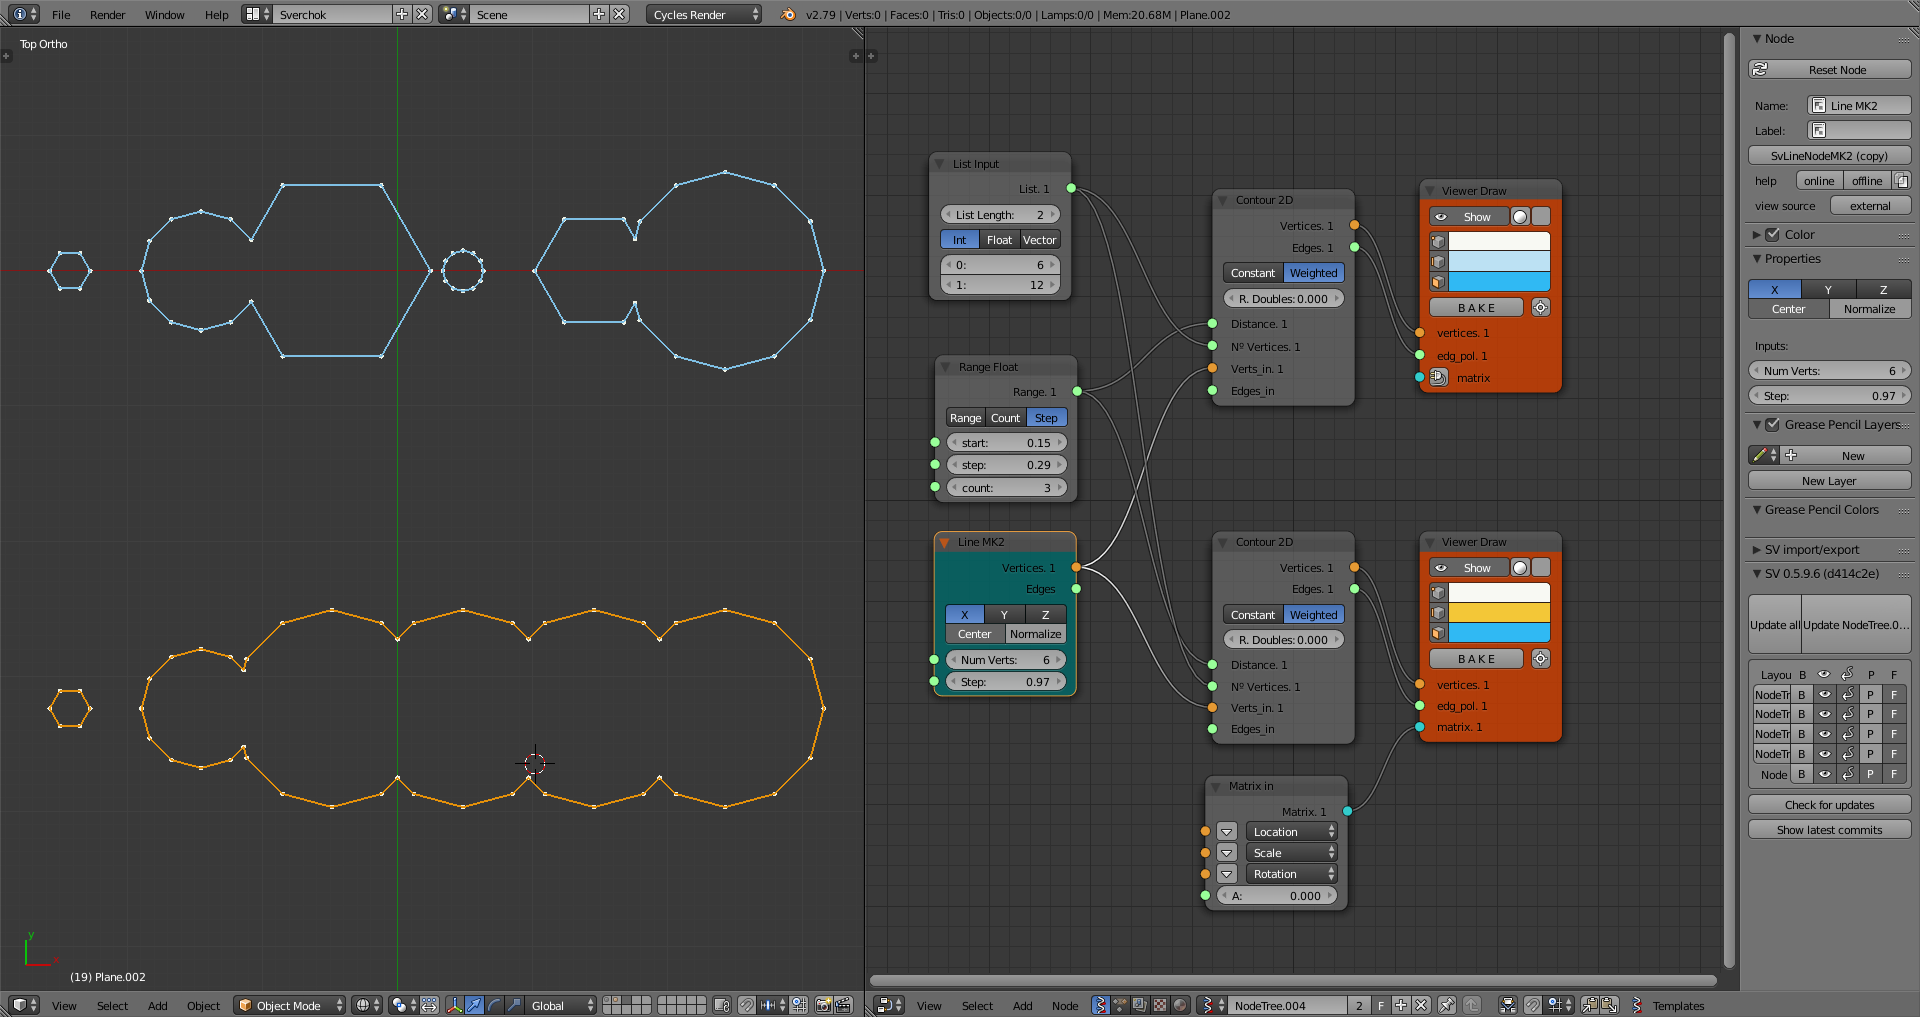 File Render Window Help Sverchok Scene Cycles Render v2.79 | Verts:0 | Faces:0 | Tris:0 | Objects:0/0 | Lamps:0/0 | Mem:20.68M | Plane.002
Top Ortho
y
x
(19) Plane.002
View Select Add Object Object Mode Global
List Input
List. 1
List Length: 2
Int Float Vector
0: 6
1: 12
Range Float
Range. 1
Range Count Step
start: 0.15
step: 0.29
count: 3
Line MK2
Vertices. 1
Edges
X Y Z
Center Normalize
Num Verts: 6
Step: 0.97
Contour 2D
Vertices. 1
Edges. 1
Constant Weighted
R. Doubles: 0.000
Distance. 1
Nº Vertices. 1
Verts_in. 1
Edges_in
Viewer Draw
Show
BAKE
vertices. 1
edg_pol. 1
matrix
Contour 2D
Vertices. 1
Edges. 1
Constant Weighted
R. Doubles: 0.000
Distance. 1
Nº Vertices. 1
Verts_in. 1
Edges_in
Viewer Draw
Show
BAKE
vertices. 1
edg_pol. 1
matrix. 1
Matrix in
Matrix. 1
Location
Scale
Rotation
A: 0.000
View Select Add Node NodeTree.004 2 F Templates
Node
Reset Node
Name: Line MK2
Label:
SvLineNodeMK2 (copy)
help online offline
view source external
Color
Properties
X Y Z
Center Normalize
Inputs:
Num Verts: 6
Step: 0.97
Grease Pencil Layers
New
New Layer
Grease Pencil Colors
SV import/export
SV 0.5.9.6 (d414c2e)
Update all Update NodeTree.0...
Layou B P F
NodeTr B P F
NodeTr B P F
NodeTr B P F
NodeTr B P F
Node B P F
Check for updates
Show latest commits